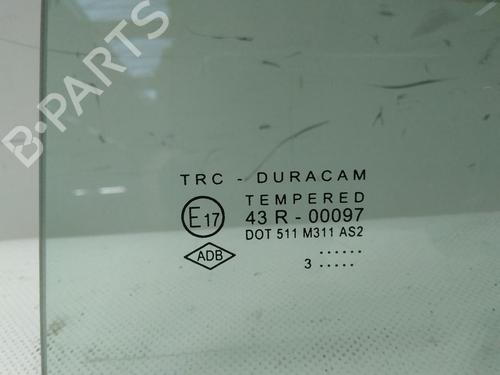 B-PARTS
TRC - DURACAM
TEMPERED
E17 43 R - 00097
DOT 511 M311 AS2
ADB
......
3 .....